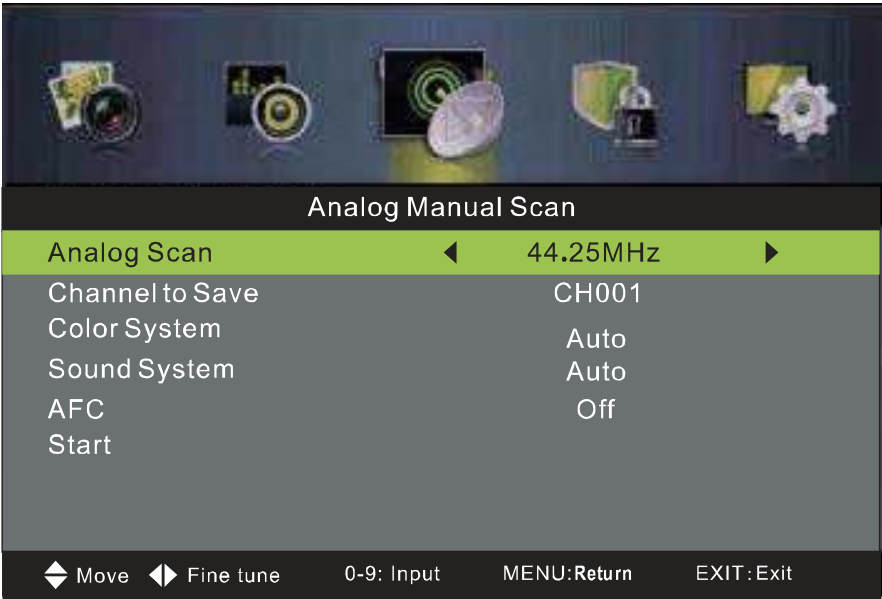 Analog Manual Scan
Analog Scan 44.25MHz
Channel to Save CH001
Color System Auto
Sound System Auto
AFC Off
Start
Move Fine tune 0-9: Input MENU:Return EXIT:Exit